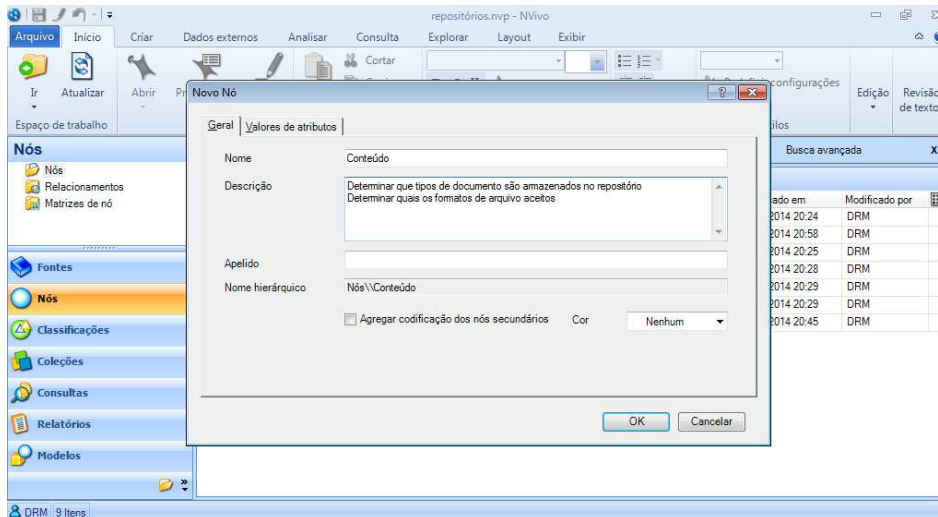 repositórios.nvp - NVivo
Arquivo Início Criar Dados externos Analisar Consulta Explorar Layout Exibir
Cortar
Ir Atualizar Abrir
configurações
Edição Revisão de texto
Espaço de trabalho
Nós
Busca avançada X
Nós
Relacionamentos
Matrizes de nó
Fontes
Nós
Classificações
Coleções
Consultas
Relatórios
Modelos
DRM 9 Itens
Novo Nó
Geral Valores de atributos
Nome Conteúdo
Descrição Determinar que tipos de documento são armazenados no repositório
Determinar quais os formatos de arquivo aceitos
Apelido
Nome hierárquico Nós\\Conteúdo
Agregar codificação dos nós secundários Cor Nenhum
OK Cancelar
ado em Modificado por
2014 20:24 DRM
2014 20:58 DRM
2014 20:25 DRM
2014 20:28 DRM
2014 20:29 DRM
2014 20:29 DRM
2014 20:45 DRM